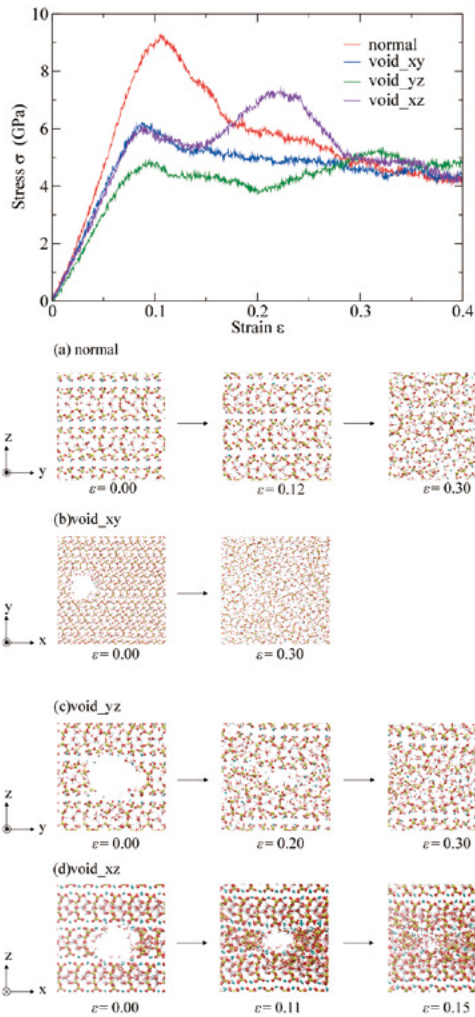 10
8
6
4
2
0
Stress σ (GPa)
normal
void_xy
void_yz
void_xz
0 0.1 0.2 0.3 0.4
Strain ε
(a) normal
z
y
ε=0.00
ε=0.12
ε=0.30
(b)void_xy
y
x
ε=0.00
ε=0.30
(c)void_yz
z
y
ε=0.00
ε=0.20
ε=0.30
(d)void_xz
z
x
ε=0.00
ε=0.11
ε=0.15